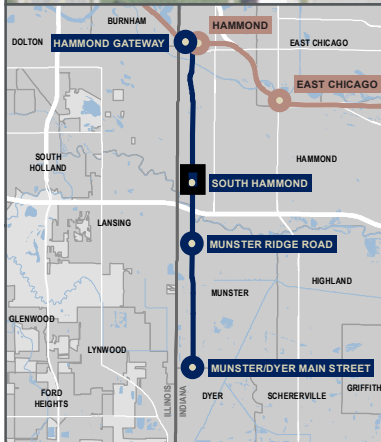 BURNHAM
HAMMOND
DOLTON
HAMMOND GATEWAY
EAST CHICAGO
EAST CHICAGO
SOUTH
HOLLAND
HAMMOND
SOUTH HAMMOND
LANSING
MUNSTER RIDGE ROAD
HIGHLAND
MUNSTER
GLENWOOD
LYNWOOD
MUNSTER/DYER MAIN STREET
FORD
HEIGHTS
ILLINOIS
INDIANA
DYER
SCHERERVILLE
GRIFFITH